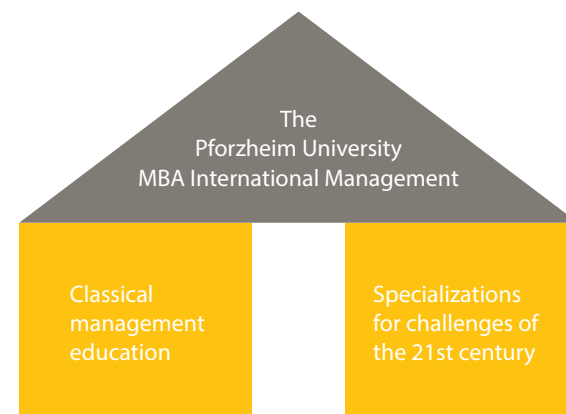 The
Pforzheim University
MBA International Management
Classical
management
education
Specializations
for challenges of
the 21st century